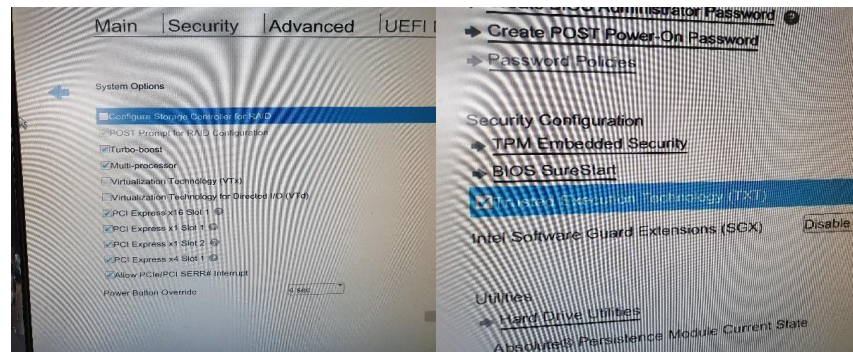 Main Security Advanced UEFI
System Options
Configure Storage Controller for RAID
POST Prompt for RAID Configuration
Turbo-boost
Multi-processor
Virtualization Technology (VTx)
Virtualization Technology for Directed I/O (VTd)
PCI Express x16 Slot 1
PCI Express x1 Slot 1
PCI Express x1 Slot 2
PCI Express x4 Slot 1
Allow PCIe/PCI SERR# Interrupt
Power Button Override 4 sec
Administrator Password
Create POST Power-On Password
Password Policies
Security Configuration
TPM Embedded Security
BIOS SureStart
Trusted Execution Technology (TXT)
Intel Software Guard Extensions (SGX) Disable
Utilities
Hard Drive Utilities
Absolute® Persistence Module Current State